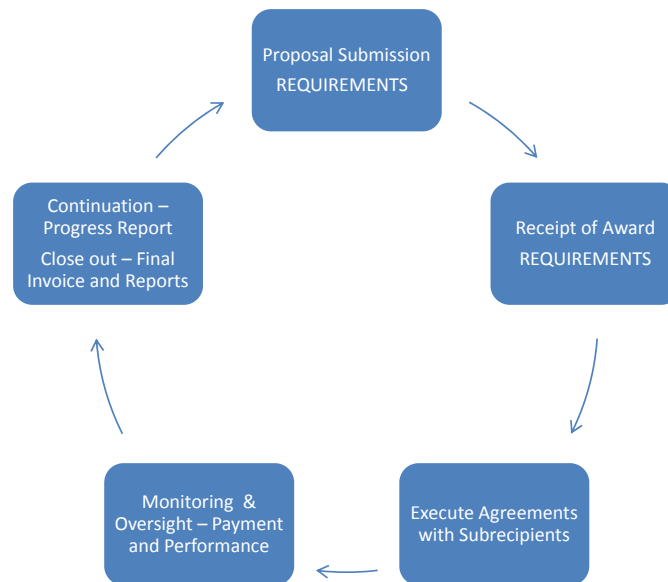 Proposal Submission
REQUIREMENTS
Receipt of Award
REQUIREMENTS
Execute Agreements
with Subrecipients
Monitoring &
Oversight – Payment
and Performance
Continuation –
Progress Report
Close out – Final
Invoice and Reports